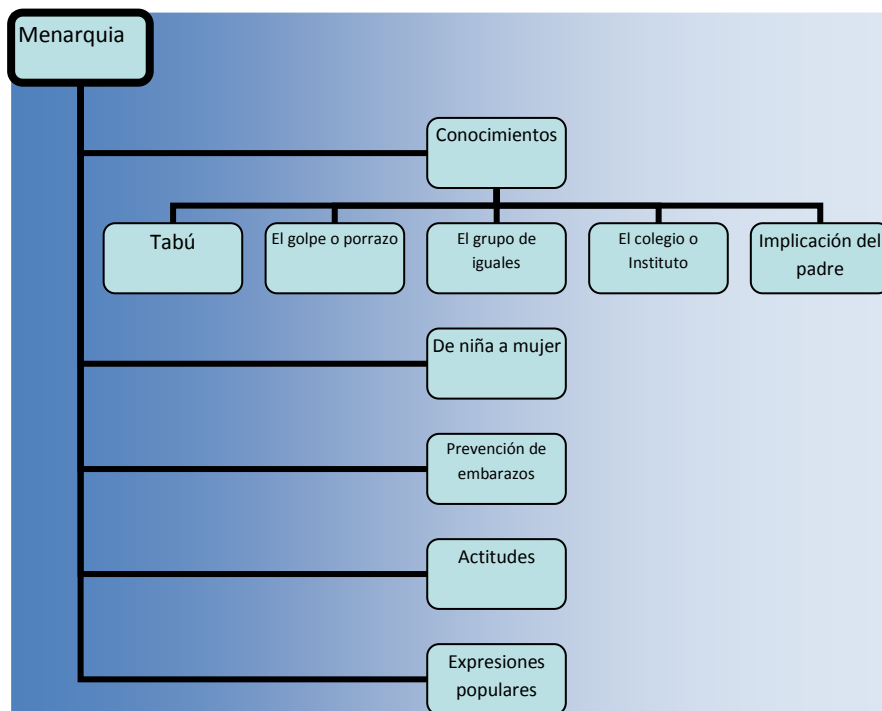 Menarquia
Conocimientos
Tabú
El golpe o porrazo
El grupo de
iguales
El colegio o
Instituto
Implicación del
padre
De niña a mujer
Prevención de
embarazos
Actitudes
Expresiones
populares